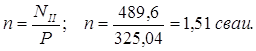 n = N_II / P ;   n = 489,6 / 325,04 = 1,51 сваи.